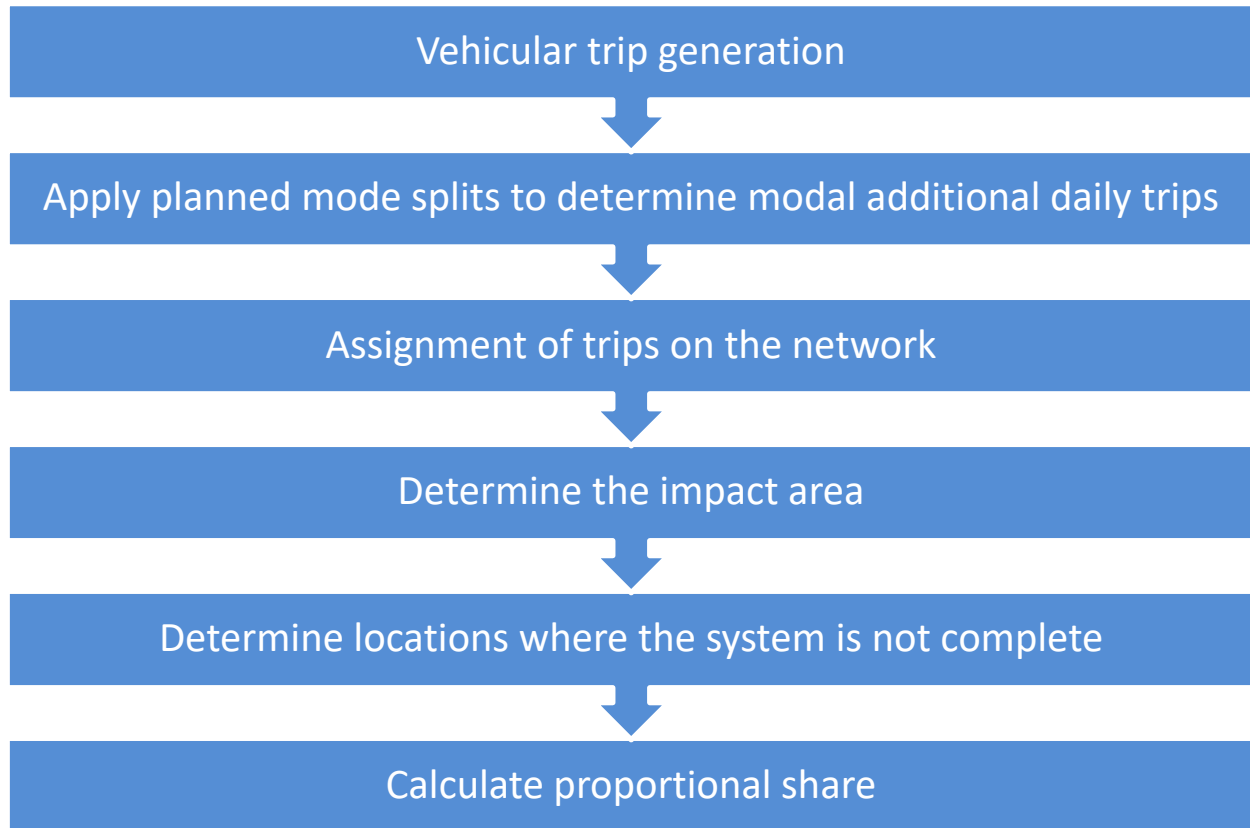 Vehicular trip generation
Apply planned mode splits to determine modal additional daily trips
Assignment of trips on the network
Determine the impact area
Determine locations where the system is not complete
Calculate proportional share